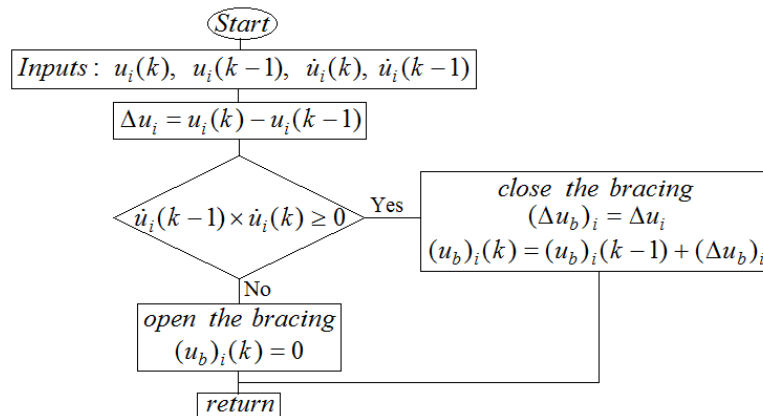 Start
Inputs: u_i(k), u_i(k−1), u̇_i(k), u̇_i(k−1)
Δu_i = u_i(k) − u_i(k−1)
u̇_i(k−1) × u̇_i(k) ≥ 0
Yes
close the bracing
(Δu_b)_i = Δu_i
(u_b)_i(k) = (u_b)_i(k−1) + (Δu_b)_i
No
open the bracing
(u_b)_i(k) = 0
return